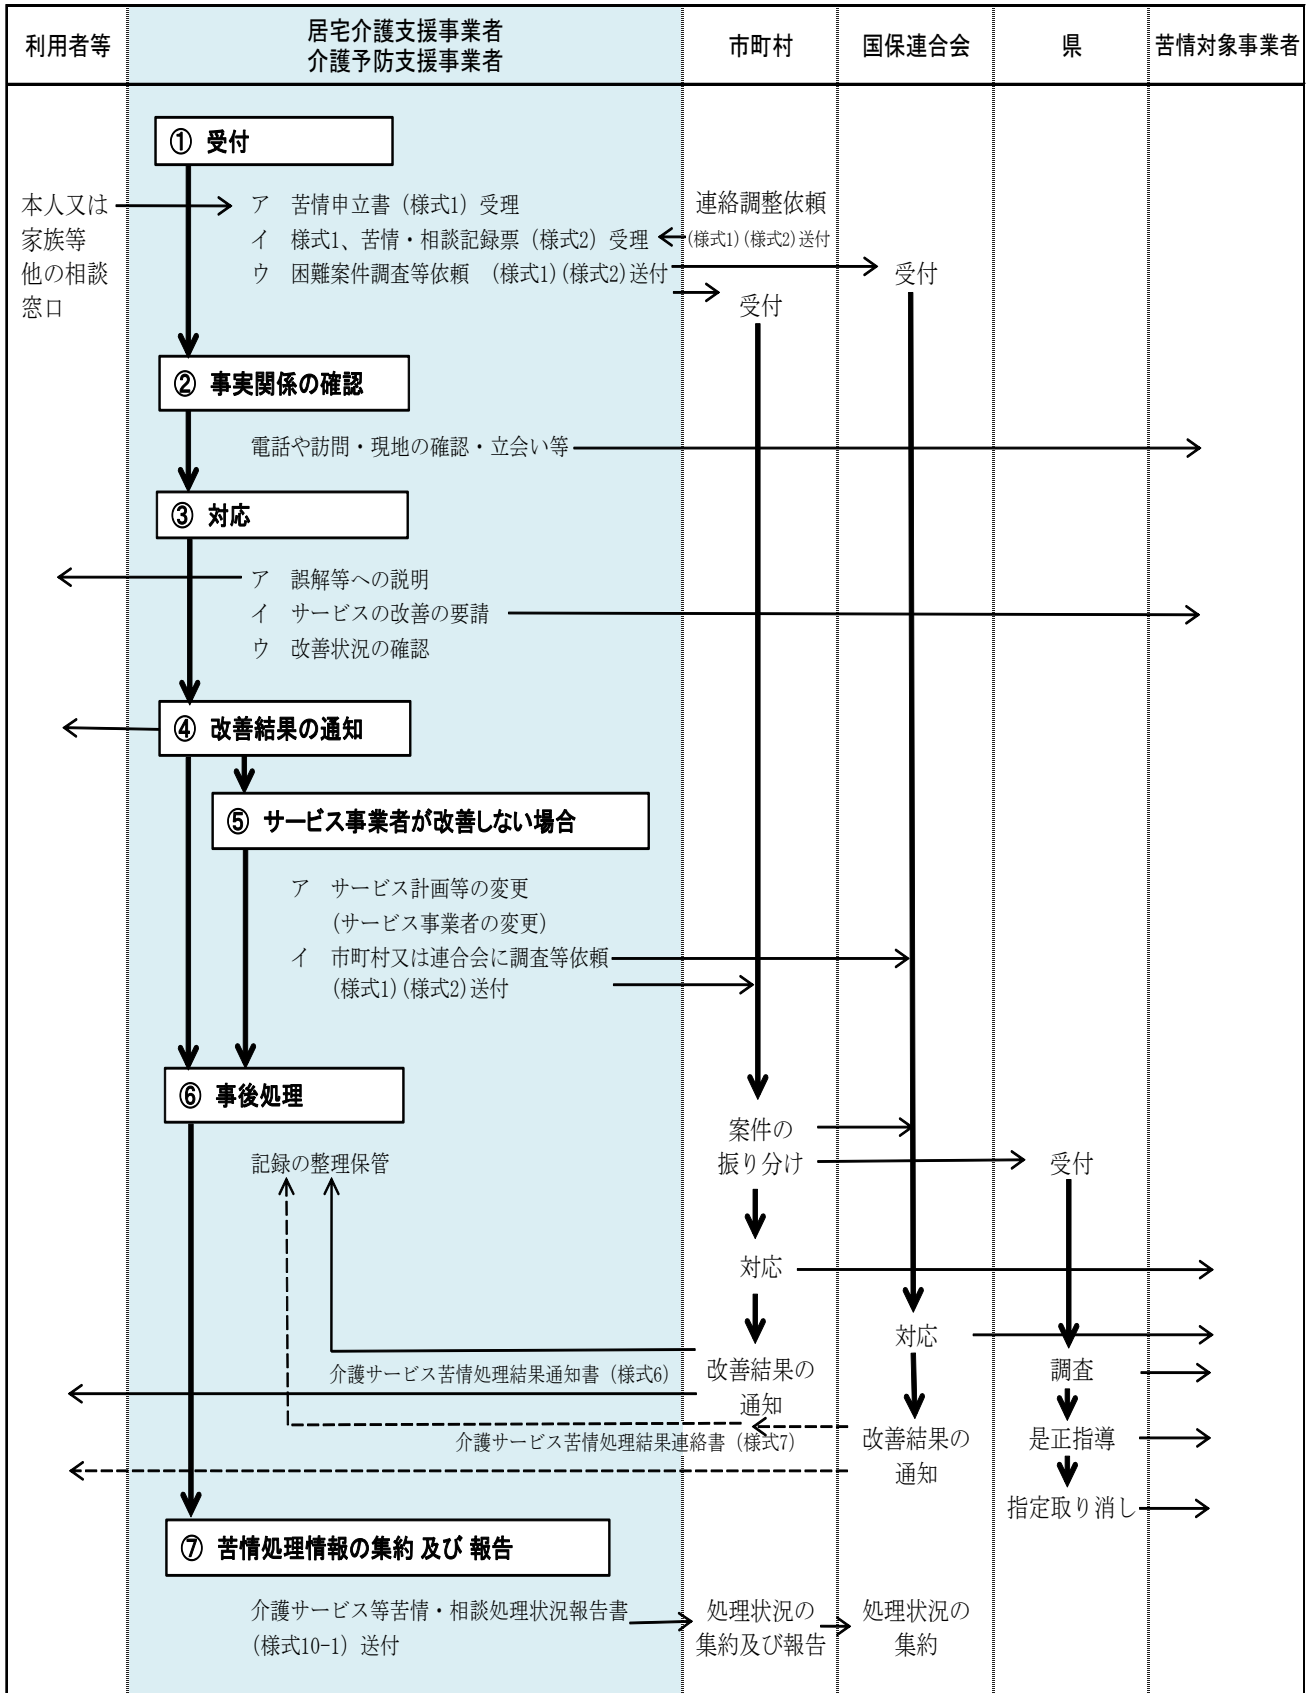 利用者等
居宅介護支援事業者
介護予防支援事業者
市町村
国保連合会
県
苦情対象事業者
① 受付
本人又は
家族等
他の相談
窓口
ア 苦情申立書（様式1）受理
イ 様式1、苦情・相談記録票（様式2）受理
ウ 困難案件調査等依頼 (様式1)(様式2)送付
連絡調整依頼
(様式1)(様式2)送付
受付
受付
② 事実関係の確認
電話や訪問・現地の確認・立会い等
③ 対応
ア 誤解等への説明
イ サービスの改善の要請
ウ 改善状況の確認
④ 改善結果の通知
⑤ サービス事業者が改善しない場合
ア サービス計画等の変更
(サービス事業者の変更)
イ 市町村又は連合会に調査等依頼
(様式1)(様式2)送付
⑥ 事後処理
記録の整理保管
案件の
振り分け
受付
対応
対応
調査
介護サービス苦情処理結果通知書（様式6）
改善結果の
通知
介護サービス苦情処理結果連絡書（様式7）
改善結果の
通知
是正指導
指定取り消し
⑦ 苦情処理情報の集約 及び 報告
介護サービス等苦情・相談処理状況報告書
(様式10-1）送付
処理状況の
集約及び報告
処理状況の
集約